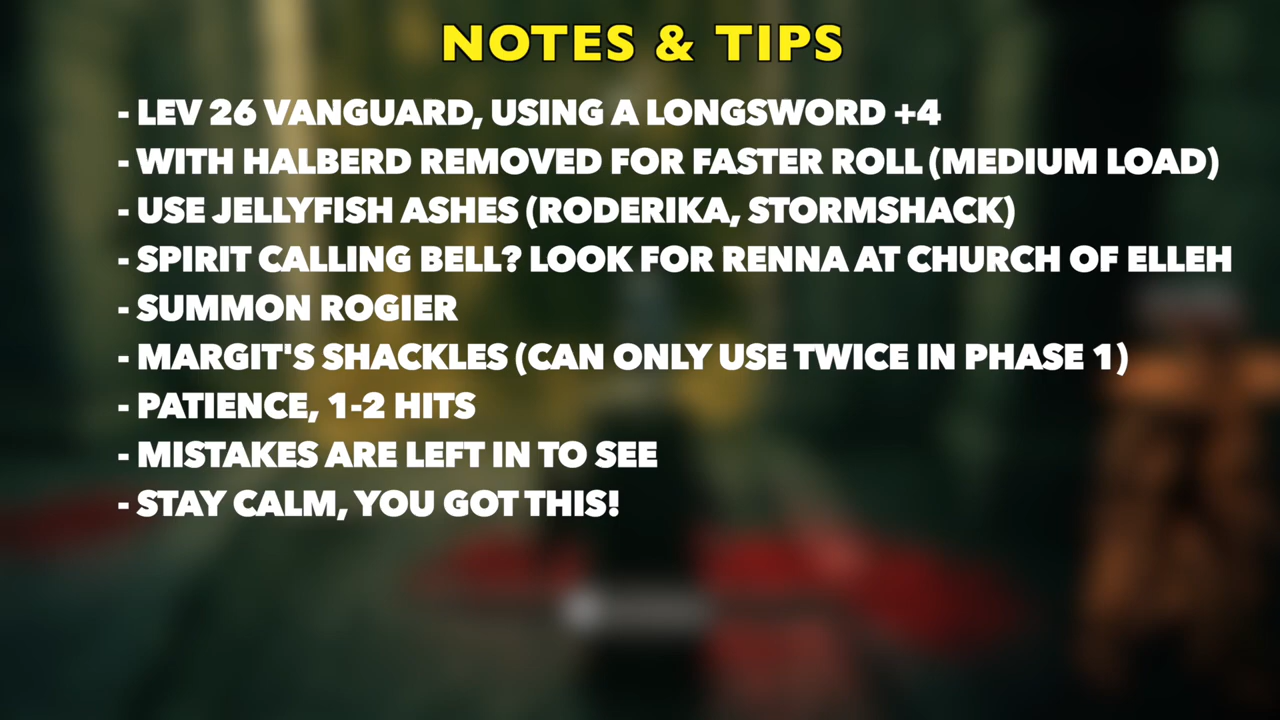 NOTES & TIPS
- LEV 26 VANGUARD, USING A LONGSWORD +4
- WITH HALBERD REMOVED FOR FASTER ROLL (MEDIUM LOAD)
- USE JELLYFISH ASHES (RODERIKA, STORMSHACK)
- SPIRIT CALLING BELL? LOOK FOR RENNA AT CHURCH OF ELLEH
- SUMMON ROGIER
- MARGIT'S SHACKLES (CAN ONLY USE TWICE IN PHASE 1)
- PATIENCE, 1-2 HITS
- MISTAKES ARE LEFT IN TO SEE
- STAY CALM, YOU GOT THIS!